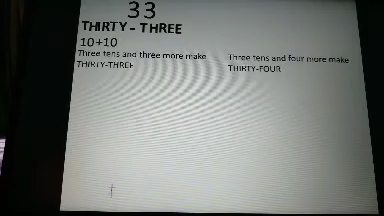 33
THIRTY - THREE
10+10
Three tens and three more make
THIRTY-THREE
Three tens and four more make
THIRTY-FOUR